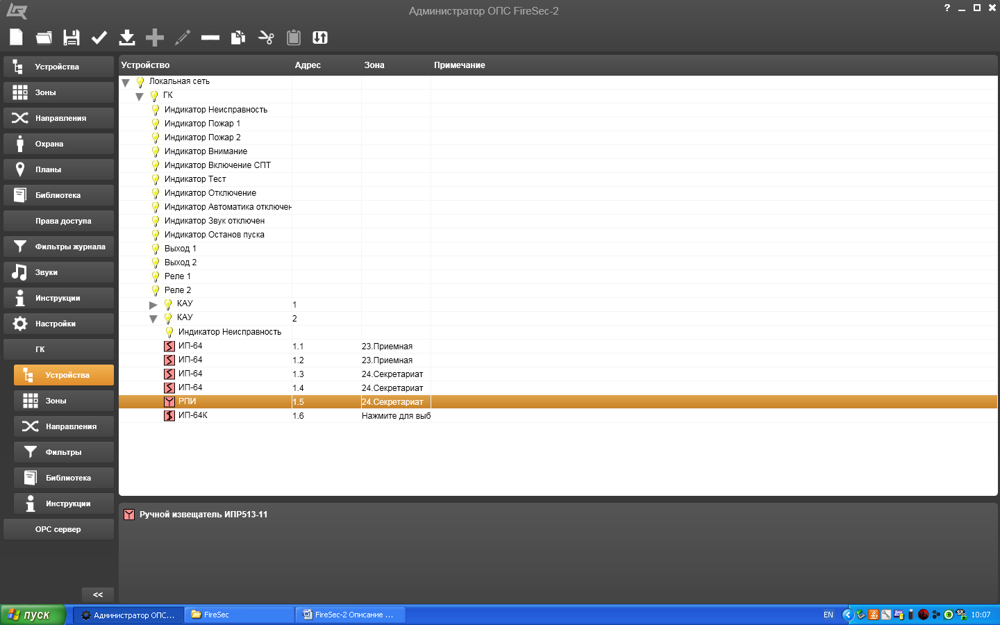 Администратор ОПС FireSec-2
?
Устройства
Зоны
Направления
Охрана
Планы
Библиотека
Права доступа
Фильтры журнала
Звуки
Инструкции
Настройки
ГК
Устройства
Зоны
Направления
Фильтры
Библиотека
Инструкции
OPC сервер
<<
Устройство Адрес Зона Примечание
Локальная сеть
ГК
Индикатор Неисправность
Индикатор Пожар 1
Индикатор Пожар 2
Индикатор Внимание
Индикатор Включение СПТ
Индикатор Тест
Индикатор Отключение
Индикатор Автоматика отключен
Индикатор Звук отключен
Индикатор Останов пуска
Выход 1
Выход 2
Реле 1
Реле 2
КАУ 1
КАУ 2
Индикатор Неисправность
ИП-64 1.1 23.Приемная
ИП-64 1.2 23.Приемная
ИП-64 1.3 24.Секретариат
ИП-64 1.4 24.Секретариат
РПИ 1.5 24.Секретариат
ИП-64К 1.6 Нажмите для выб
Ручной извещатель ИПР513-11
пуск Администратор ОПС... FireSec FireSec-2 Описание ... EN 10:07